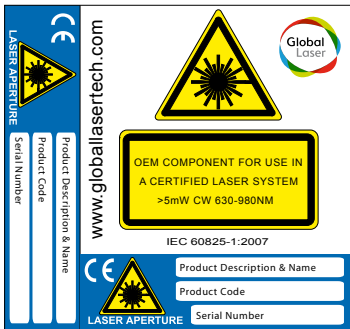 CE
LASER APERTURE
Product Description & Name
Product Code
Serial Number
www.globallasertech.com
Global
Laser
OEM COMPONENT FOR USE IN
A CERTIFIED LASER SYSTEM
>5mW CW 630-980NM
IEC 60825-1:2007
CE
LASER APERTURE
Product Description & Name
Product Code
Serial Number